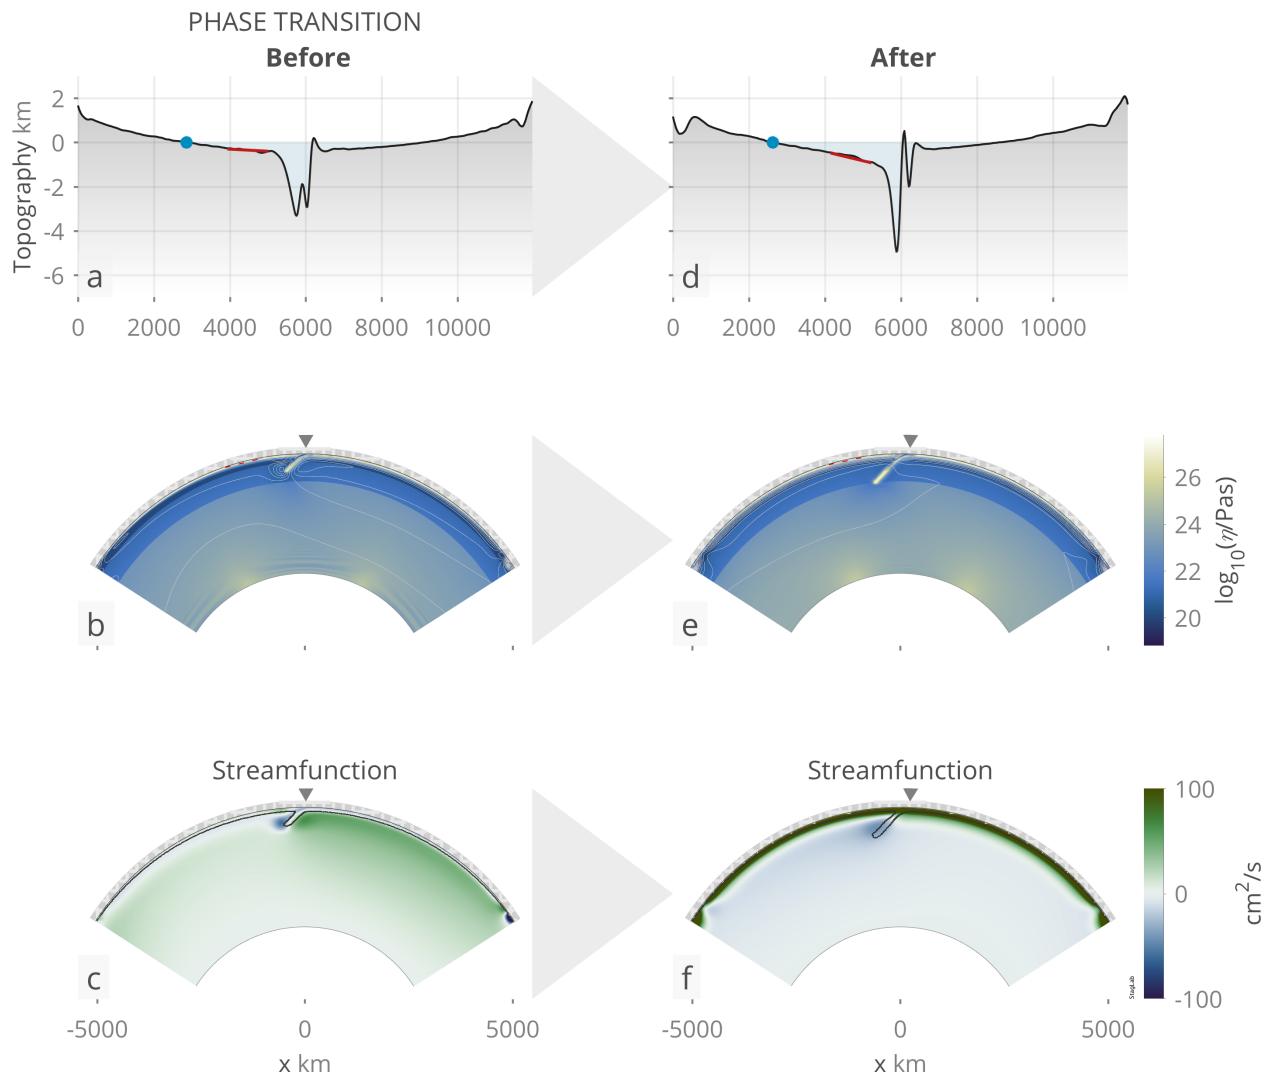 PHASE TRANSITION
Before
After
Topography km
2
0
-2
-4
-6
a
d
0 2000 4000 6000 8000 10000
0 2000 4000 6000 8000 10000
b
e
26
24
22
20
log10(η/Pas)
Streamfunction
Streamfunction
c
f
StagLab
100
0
-100
cm2/s
-5000 0 5000
-5000 0 5000
x km
x km